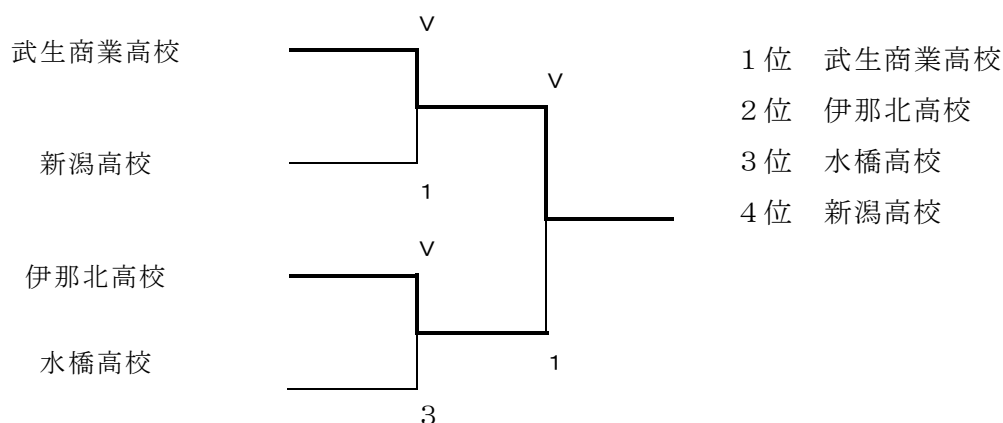 武生商業高校
新潟高校
伊那北高校
水橋高校
V
1
V
3
V
1
1位　武生商業高校
2位　伊那北高校
3位　水橋高校
4位　新潟高校